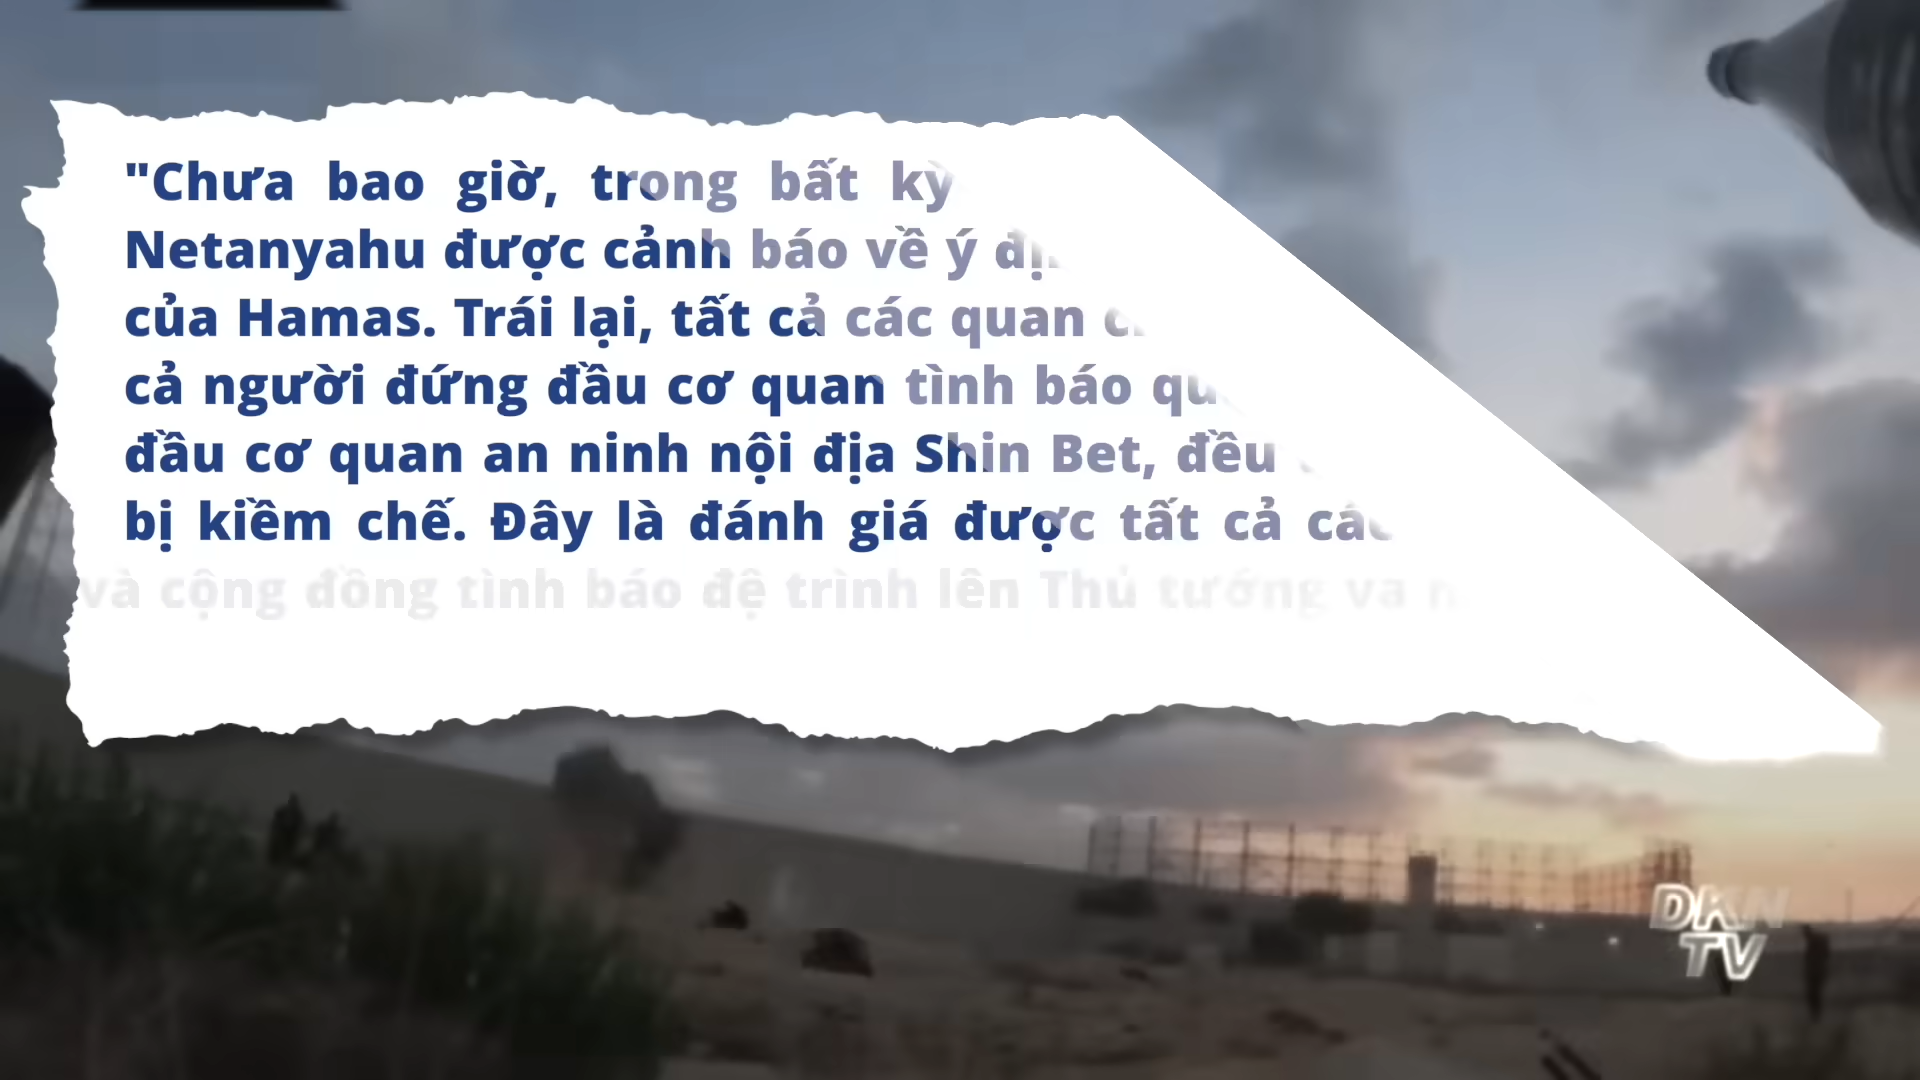 "Chưa bao giờ, trong bất kỳ
Netanyahu được cảnh báo về ý
của Hamas. Trái lại, tất cả các quan
cả người đứng đầu cơ quan tình báo
đầu cơ quan an ninh nội địa Shin Bet, đều
bị kiềm chế. Đây là đánh giá được tất cả
và cộng đồng tình báo đệ trình lên Thủ tướng
DKN
TV